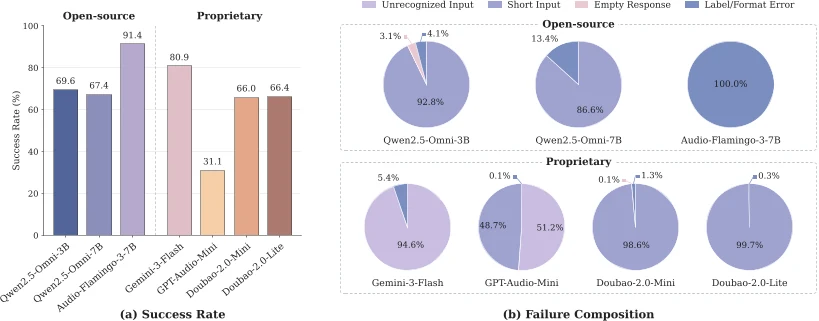 Open-source Proprietary
100
80
60
40
20
0
Success Rate (%)
69.6
67.4
91.4
80.9
31.1
66.0
66.4
Qwen2.5-Omni-3B
Qwen2.5-Omni-7B
Audio-Flamingo-3-7B
Gemini-3-Flash
GPT-Audio-Mini
Doubao-2.0-Mini
Doubao-2.0-Lite
(a) Success Rate
Unrecognized Input Short Input Empty Response Label/Format Error
Open-source
3.1% 4.1%
92.8%
Qwen2.5-Omni-3B
13.4%
86.6%
Qwen2.5-Omni-7B
100.0%
Audio-Flamingo-3-7B
Proprietary
5.4%
94.6%
Gemini-3-Flash
0.1%
48.7% 51.2%
GPT-Audio-Mini
0.1% 1.3%
98.6%
Doubao-2.0-Mini
0.3%
99.7%
Doubao-2.0-Lite
(b) Failure Composition